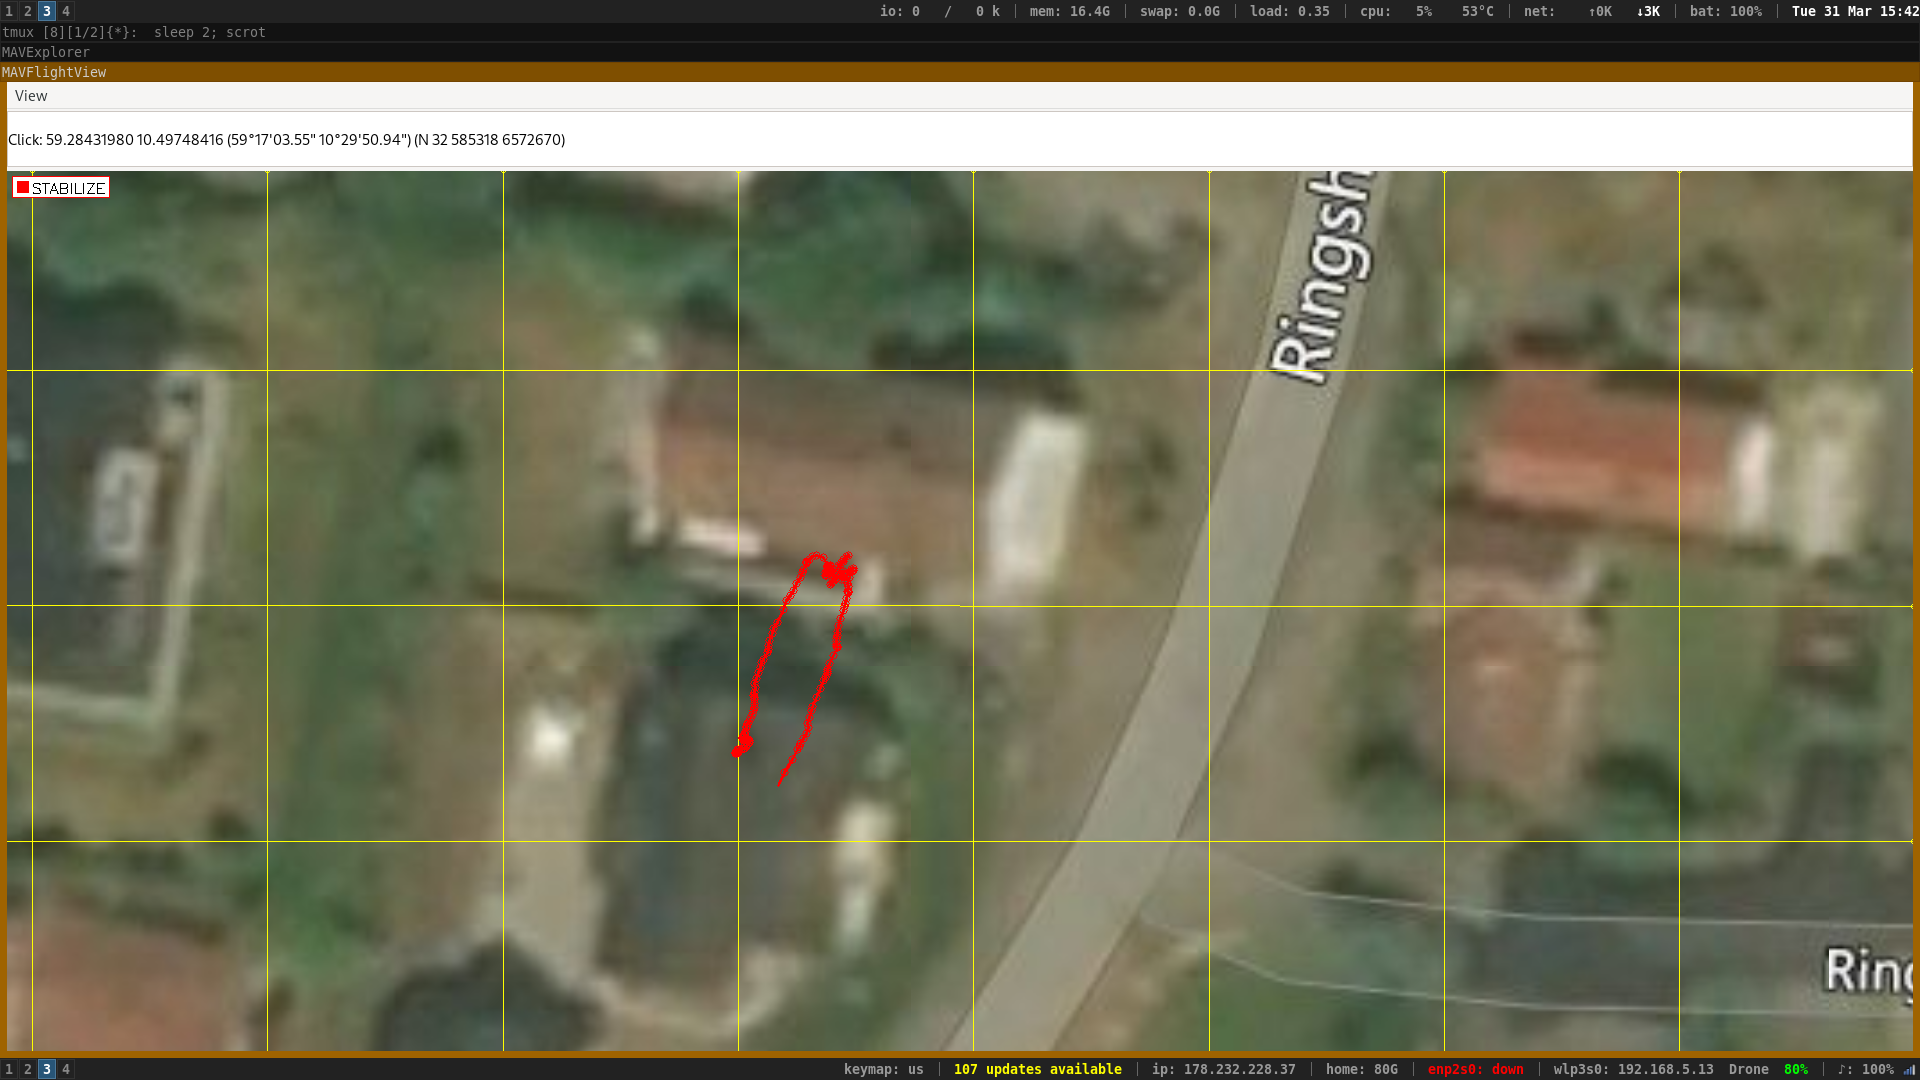 1 2 3 4 io: 0 / 0 k | mem: 16.4G | swap: 0.0G | load: 0.35 | cpu: 5% 53°C | net: ↑0K ↓3K | bat: 100% | Tue 31 Mar 15:42
tmux [8][1/2]{*}: sleep 2; scrot
MAVExplorer
MAVFlightView
View
Click: 59.28431980 10.49748416 (59°17'03.55" 10°29'50.94") (N 32 585318 6572670)
STABILIZE
Ringsh
Ring
1 2 3 4 keymap: us | 107 updates available | ip: 178.232.228.37 | home: 80G | enp2s0: down | wlp3s0: 192.168.5.13 Drone 80% | ♪: 100%